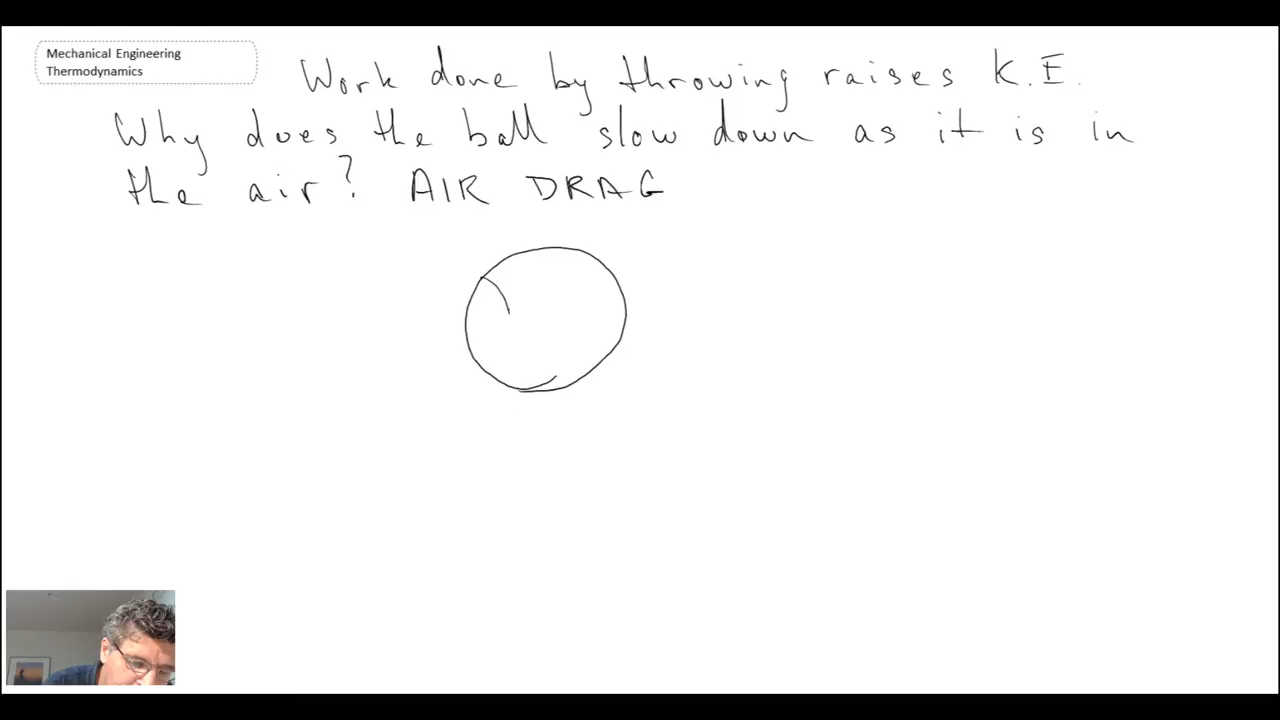 Mechanical Engineering
Thermodynamics
Work done by throwing raises K.E.
Why does the ball slow down as it is in
the air? AIR DRAG